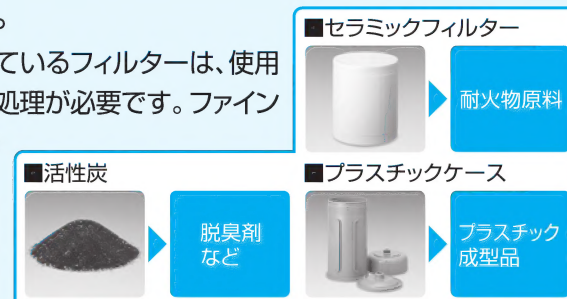 ているフィルターは、使用
処理が必要です。ファイン
■セラミックフィルター
耐火物原料
■活性炭
脱臭剤
など
■プラスチックケース
プラスチック
成型品